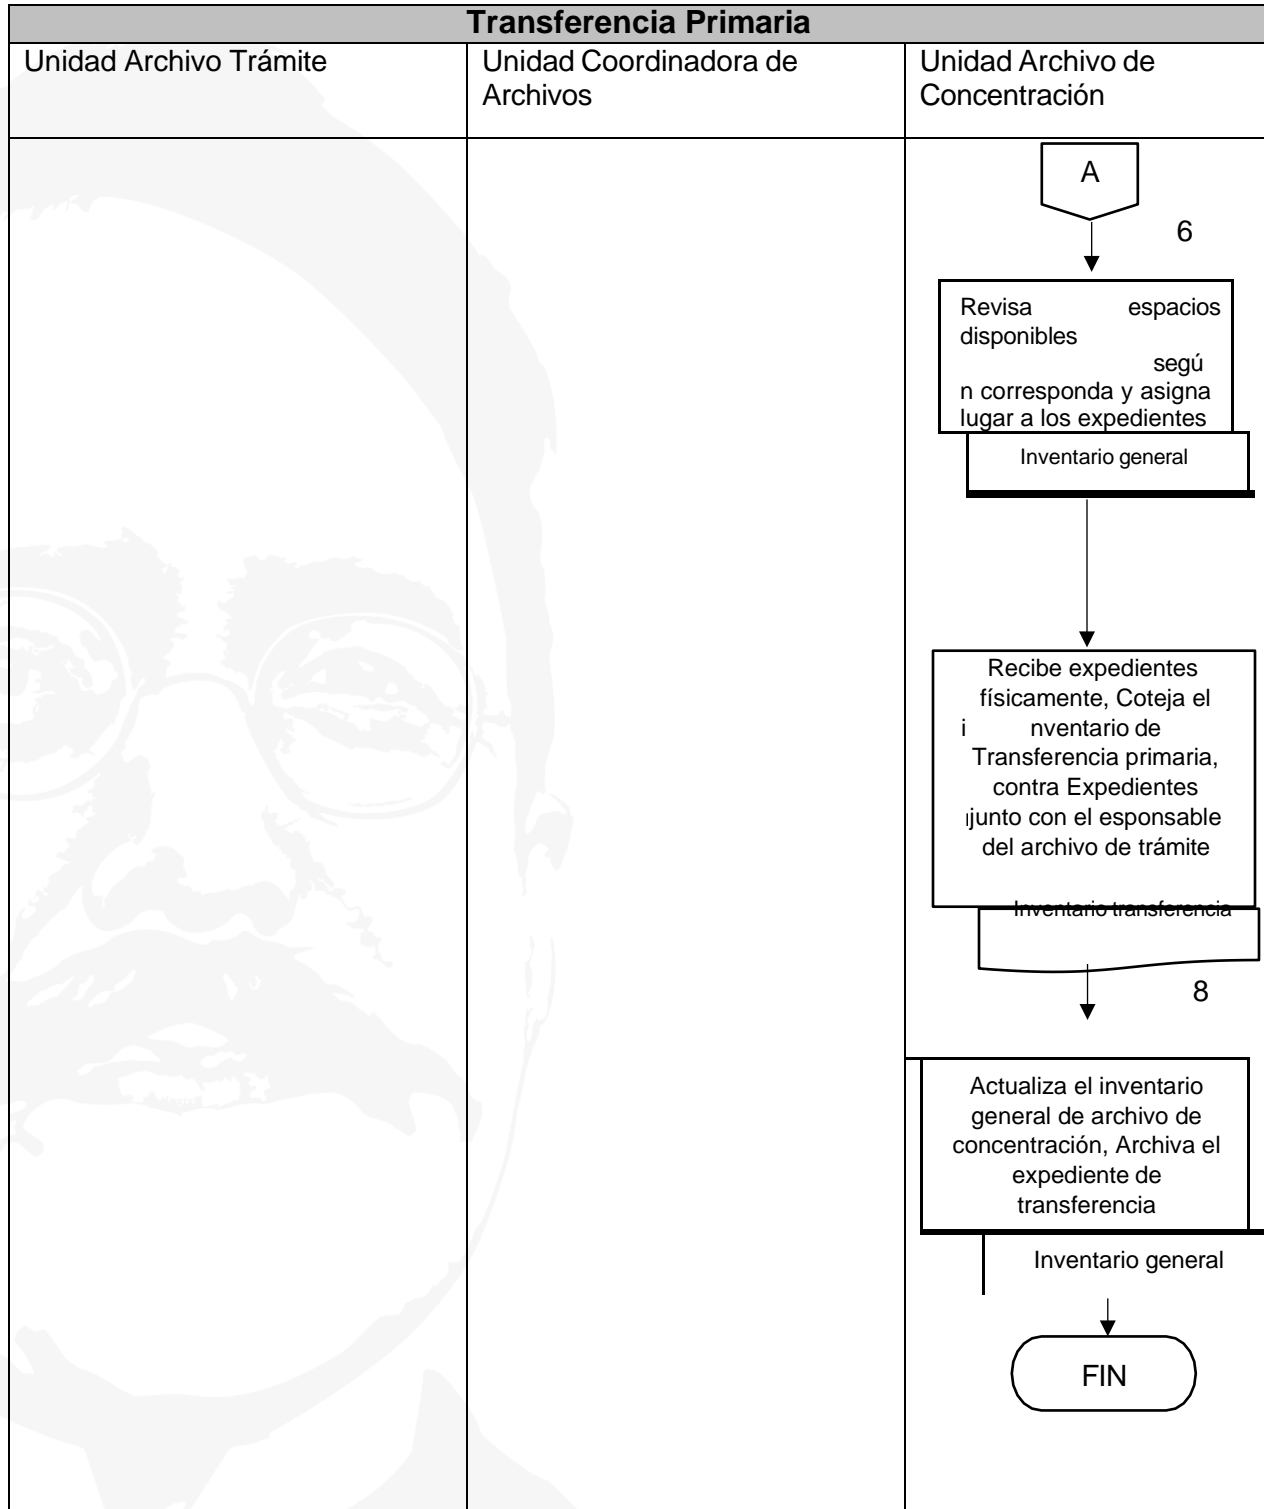 Transferencia Primaria
Unidad Archivo Trámite
Unidad Coordinadora de
Archivos
Unidad Archivo de
Concentración
A
6
Revisa espacios
disponibles
segú
n corresponda y asigna
lugar a los expedientes
Inventario general
Recibe expedientes
físicamente, Coteja el
i nventario de
Transferencia primaria,
contra Expedientes
junto con el esponsable
del archivo de trámite
Inventario transferencia
8
Actualiza el inventario
general de archivo de
concentración, Archiva el
expediente de
transferencia
Inventario general
FIN